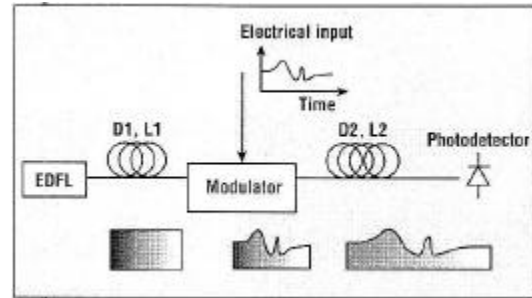 Electrical input
Time
D1, L1
D2, L2
Photodetector
EDFL
Modulator